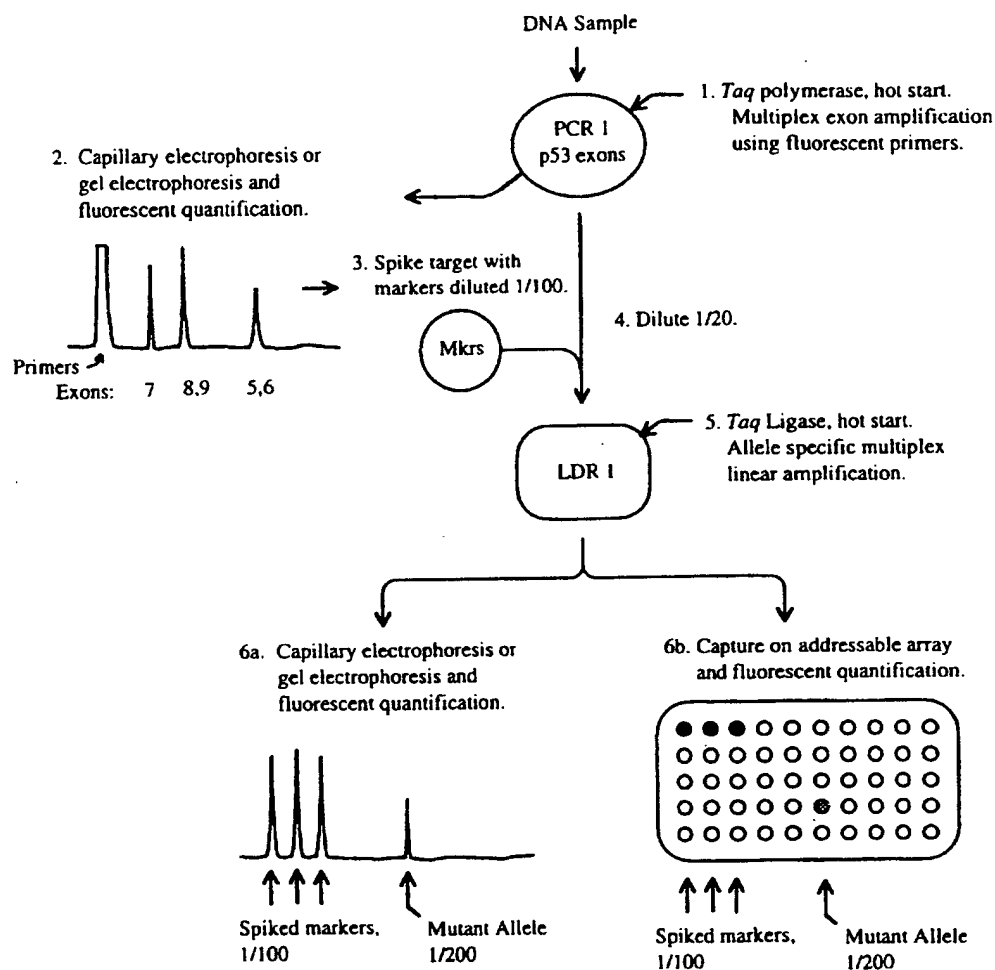 DNA Sample
PCR 1
p53 exons
1. Taq polymerase, hot start.
Multiplex exon amplification
using fluorescent primers.
2. Capillary electrophoresis or
gel electrophoresis and
fluorescent quantification.
Primers
Exons: 7 8,9 5,6
3. Spike target with
markers diluted 1/100.
Mkrs
4. Dilute 1/20.
5. Taq Ligase, hot start.
Allele specific multiplex
linear amplification.
LDR 1
6a. Capillary electrophoresis or
gel electrophoresis and
fluorescent quantification.
Spiked markers,
1/100
Mutant Allele
1/200
6b. Capture on addressable array
and fluorescent quantification.
Spiked markers,
1/100
Mutant Allele
1/200